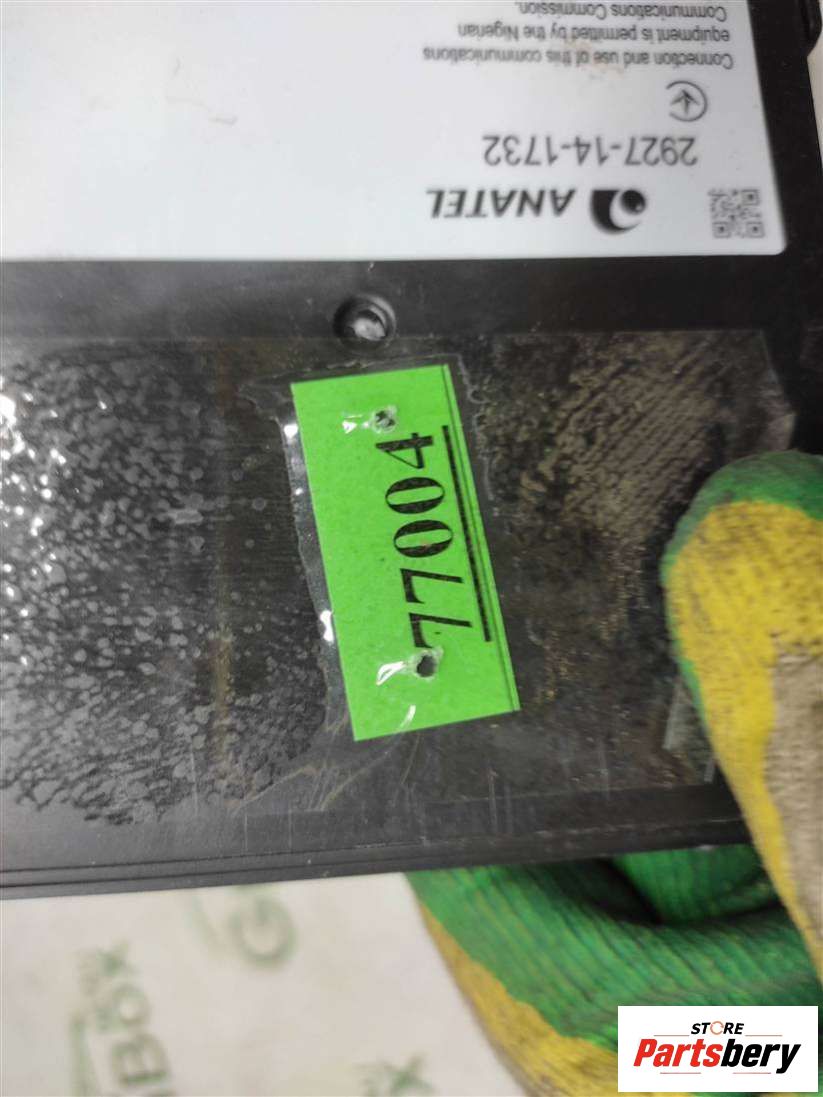 ANATEL
2927-14-1732
Connection and use of this communications
equipment is permitted by the Nigerian
Communications Commission.
77004
STORE
Partsbery